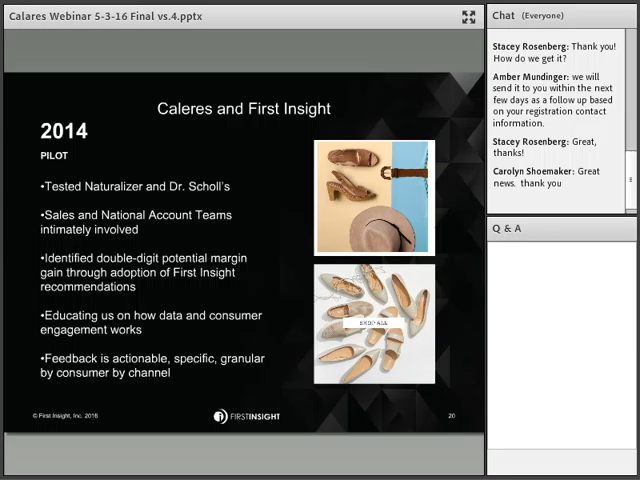 Calares Webinar 5-3-16 Final vs.4.pptx
Caleres and First Insight
2014
PILOT
•Tested Naturalizer and Dr. Scholl's
•Sales and National Account Teams
intimately involved
•Identified double-digit potential margin
gain through adoption of First Insight
recommendations
•Educating us on how data and consumer
engagement works
•Feedback is actionable, specific, granular
by consumer by channel
SHOP ALL
© First Insight, Inc. 2016
FIRSTINSIGHT
20
Chat (Everyone)
Stacey Rosenberg: Thank you!
How do we get it?
Amber Mundinger: we will
send it to you within the next
few days as a follow up based
on your registration contact
information.
Stacey Rosenberg: Great,
thanks!
Carolyn Shoemaker: Great
news. thank you
Q & A